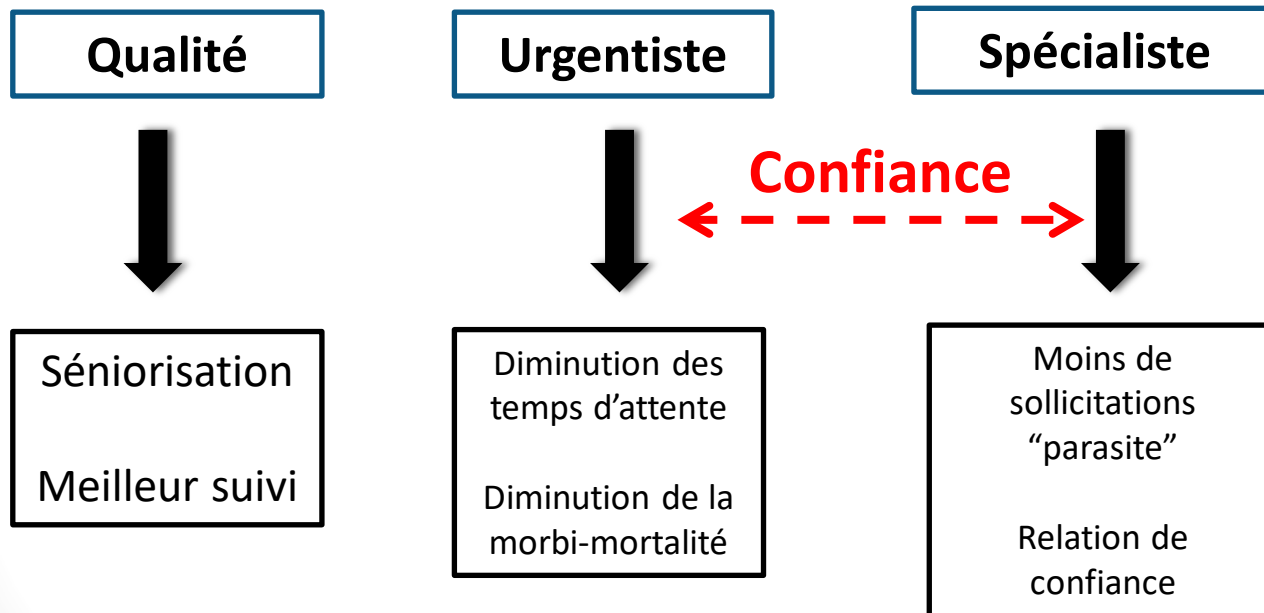 Qualité
Urgentiste
Spécialiste
Confiance
Séniorisation
Meilleur suivi
Diminution des
temps d’attente
Diminution de la
morbi-mortalité
Moins de
sollicitations
“parasite”
Relation de
confiance